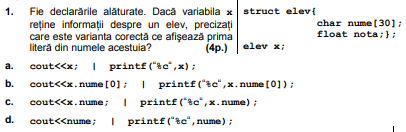 1. Fie declarările alăturate. Dacă variabila x
reține informații despre un elev, precizați
care este varianta corectă ce afișează prima
literă din numele acestuia? (4p.)
struct elev{
char nume[30];
float nota;};
elev x;
a. cout<<x; | printf("%c",x);
b. cout<<x.nume[0]; | printf("%c",x.nume[0]);
c. cout<<x.nume; | printf("%c",x.nume);
d. cout<<nume; | printf("%c",nume);